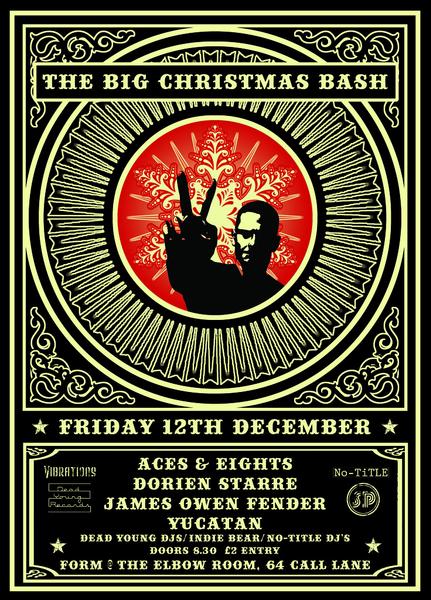 THE BIG CHRISTMAS BASH
FRIDAY 12TH DECEMBER
VIBRATIONS
Dead
Young
Records
ACES & EIGHTS
DORIEN STARRE
JAMES OWEN FENDER
YUCATAN
No-TiTLE
DEAD YOUNG DJS/INDIE BEAR/NO-TITLE DJ'S
DOORS 8.30 £2 ENTRY
FORM @ THE ELBOW ROOM, 64 CALL LANE